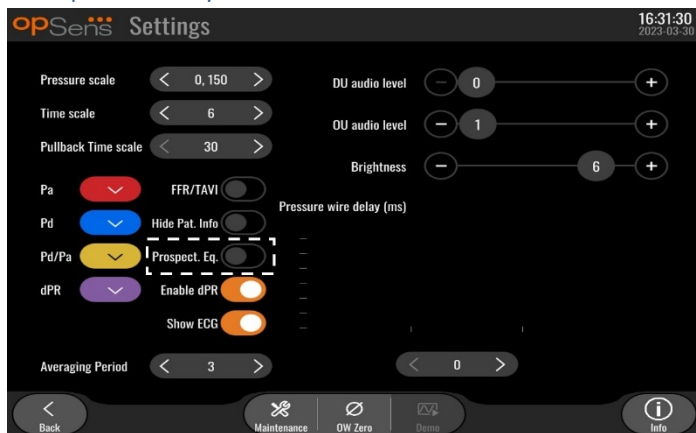 opSens Settings
16:31:30
2023-03-30
Pressure scale
0, 150
DU audio level
0
Time scale
6
OU audio level
1
Pullback Time scale
30
Brightness
6
Pa
FFR/TAVI
Pressure wire delay (ms)
Pd
Hide Pat. Info
Pd/Pa
Prospect. Eq.
dPR
Enable dPR
Show ECG
Averaging Period
3
0
Back
Maintenance
OW Zero
Demo
Info